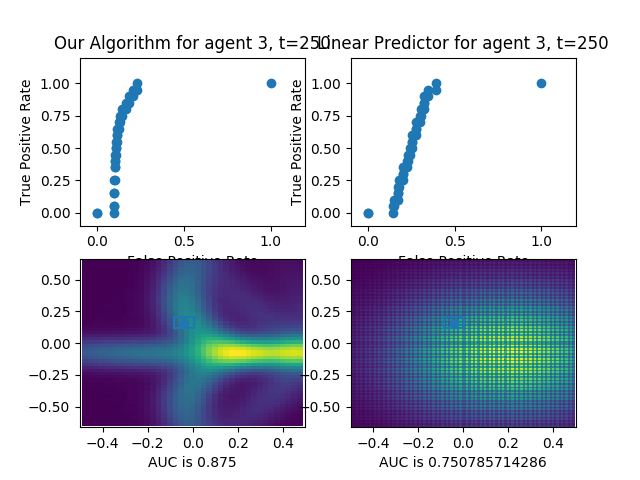 Our Algorithm for agent 3, t=250
Linear Predictor for agent 3, t=250
True Positive Rate
1.00
0.75
0.50
0.25
0.00
0.0 0.5 1.0
False Positive Rate
True Positive Rate
1.00
0.75
0.50
0.25
0.00
0.0 0.5 1.0
False Positive Rate
0.50
0.25
0.00
−0.25
−0.50
−0.4 −0.2 0.0 0.2 0.4
AUC is 0.875
0.50
0.25
0.00
−0.25
−0.50
−0.4 −0.2 0.0 0.2 0.4
AUC is 0.750785714286